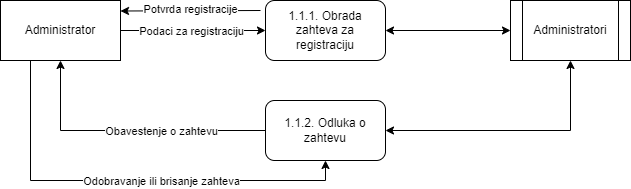 Potvrda registracije
Administrator
Podaci za registraciju
1.1.1. Obrada
zahteva za
registraciju
Administratori
1.1.2. Odluka o
zahtevu
Obavestenje o zahtevu
Odobravanje ili brisanje zahteva